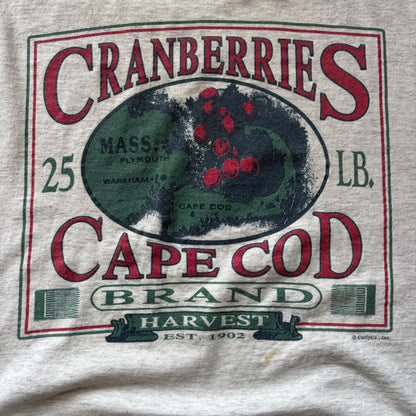 CRANBERRIES
MASS.
PLYMOUTH
25 WAREHAM LB.
CAPE COD
CAPE COD
BRAND
HARVEST
EST. 1902